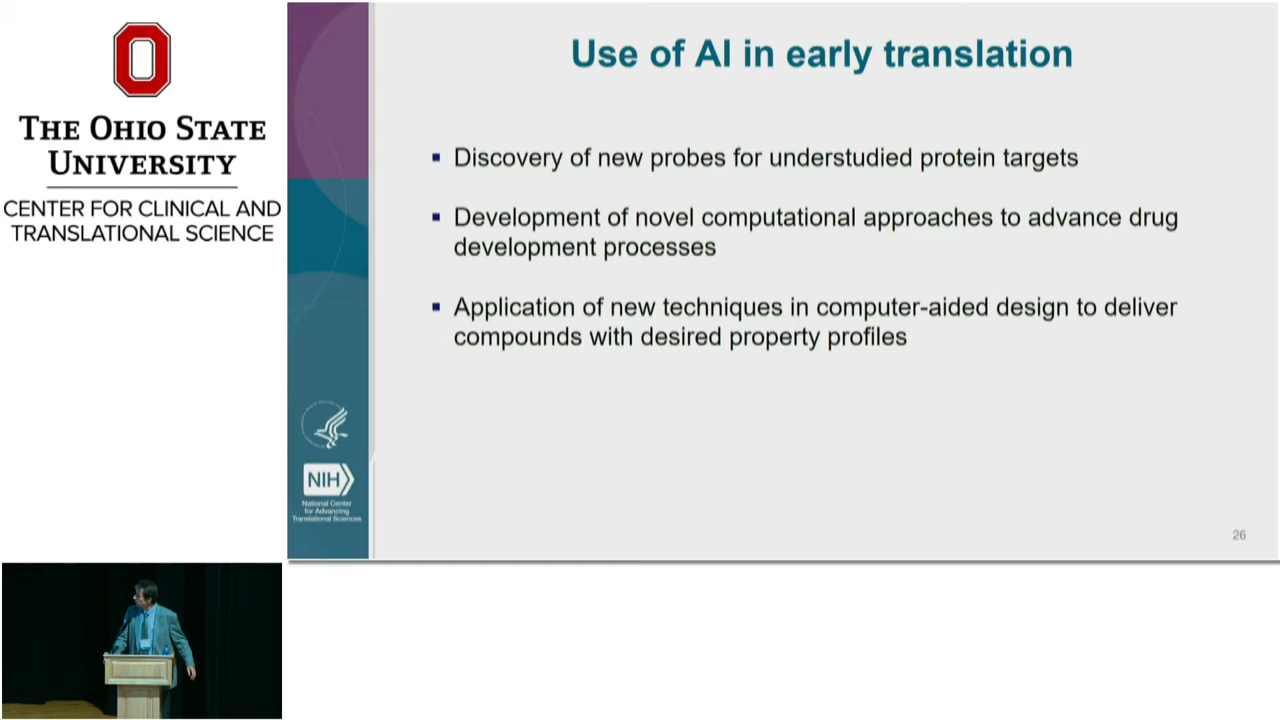 THE OHIO STATE
UNIVERSITY
CENTER FOR CLINICAL AND
TRANSLATIONAL SCIENCE
Use of AI in early translation
Discovery of new probes for understudied protein targets
Development of novel computational approaches to advance drug
development processes
Application of new techniques in computer-aided design to deliver
compounds with desired property profiles
NIH
National Center
for Advancing
Translational Sciences
26